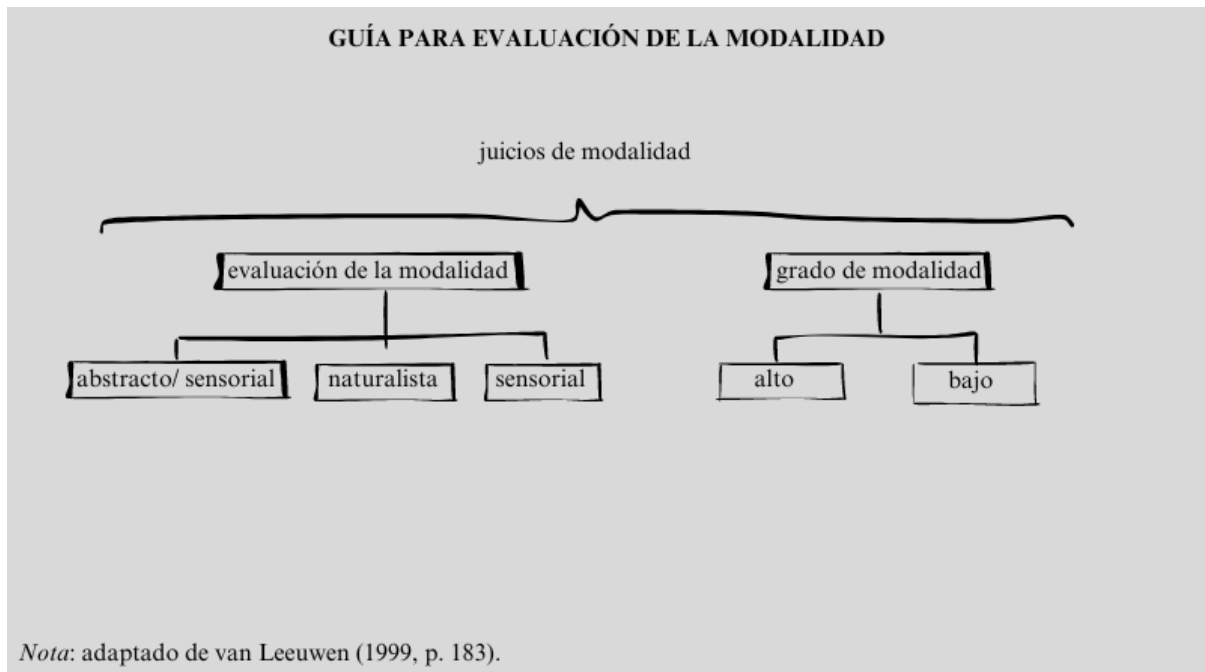 GUÍA PARA EVALUACIÓN DE LA MODALIDAD
juicios de modalidad
evaluación de la modalidad
grado de modalidad
abstracto/ sensorial
naturalista
sensorial
alto
bajo
Nota: adaptado de van Leeuwen (1999, p. 183).